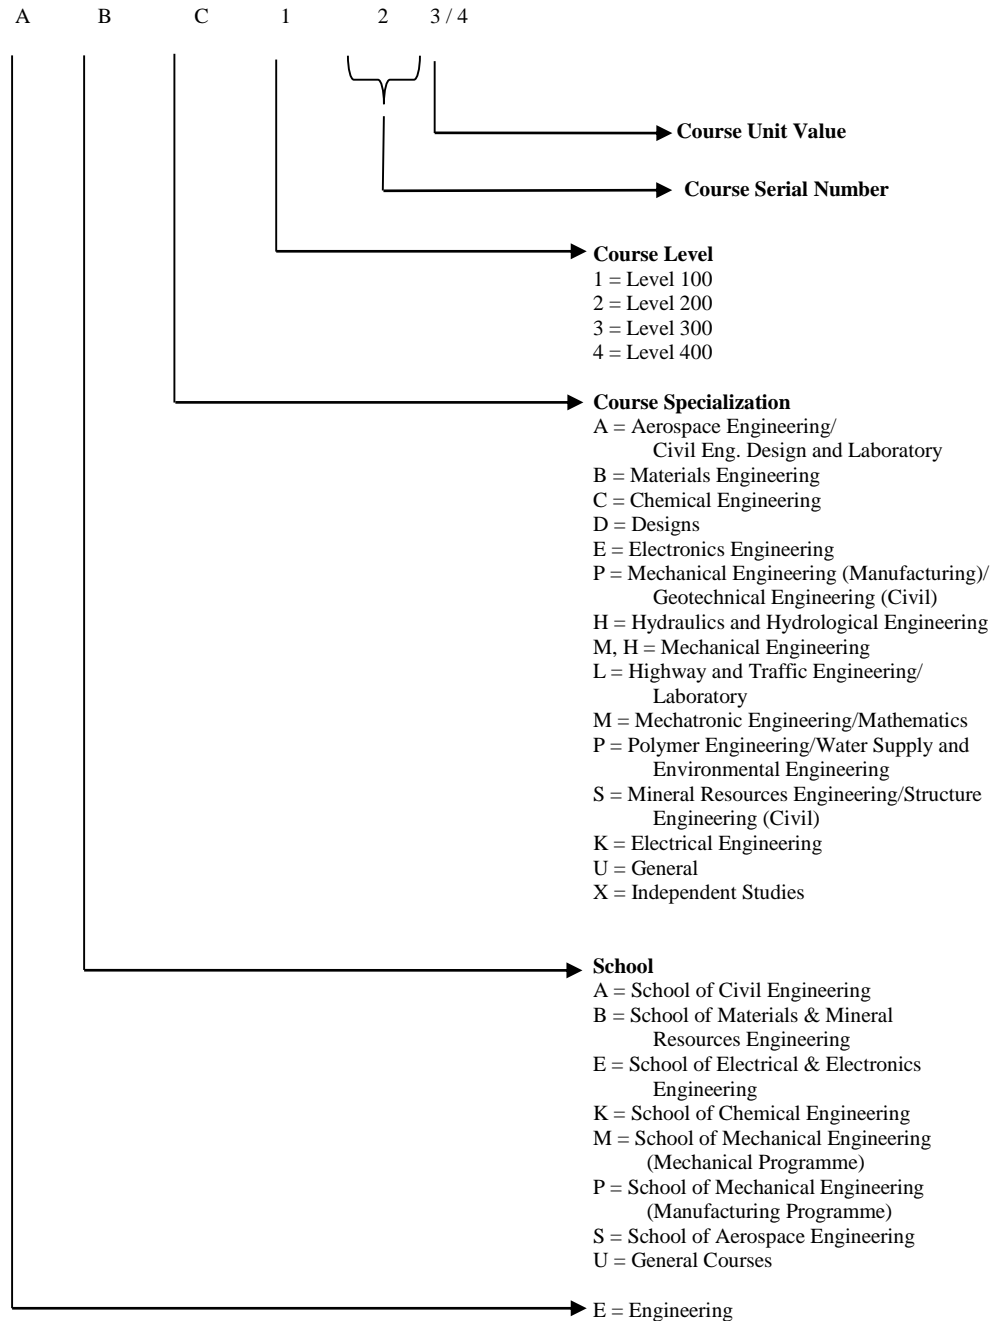 A B C 1 2 3 / 4
Course Unit Value
Course Serial Number
Course Level
1 = Level 100
2 = Level 200
3 = Level 300
4 = Level 400
Course Specialization
A = Aerospace Engineering/
Civil Eng. Design and Laboratory
B = Materials Engineering
C = Chemical Engineering
D = Designs
E = Electronics Engineering
P = Mechanical Engineering (Manufacturing)/
Geotechnical Engineering (Civil)
H = Hydraulics and Hydrological Engineering
M, H = Mechanical Engineering
L = Highway and Traffic Engineering/
Laboratory
M = Mechatronic Engineering/Mathematics
P = Polymer Engineering/Water Supply and
Environmental Engineering
S = Mineral Resources Engineering/Structure
Engineering (Civil)
K = Electrical Engineering
U = General
X = Independent Studies
School
A = School of Civil Engineering
B = School of Materials & Mineral
Resources Engineering
E = School of Electrical & Electronics
Engineering
K = School of Chemical Engineering
M = School of Mechanical Engineering
(Mechanical Programme)
P = School of Mechanical Engineering
(Manufacturing Programme)
S = School of Aerospace Engineering
U = General Courses
E = Engineering